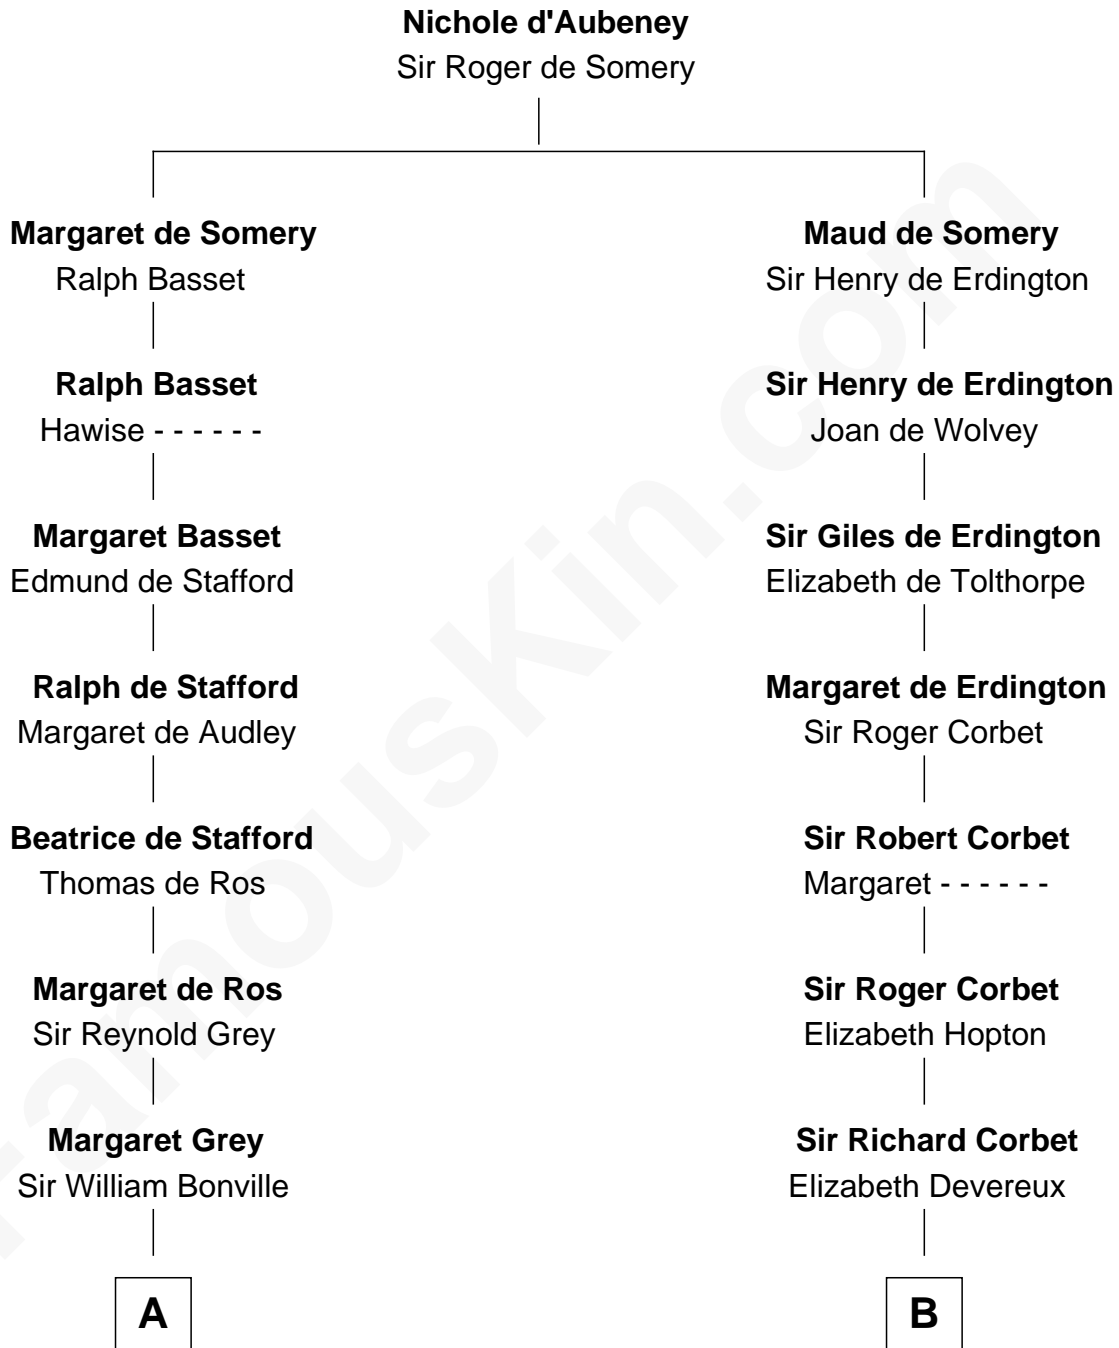 Nichole d'Aubeney
Sir Roger de Somery
Margaret de Somery
Ralph Basset
Maud de Somery
Sir Henry de Erdington
Ralph Basset
Hawise - - - - - -
Sir Henry de Erdington
Joan de Wolvey
Margaret Basset
Edmund de Stafford
Sir Giles de Erdington
Elizabeth de Tolthorpe
Ralph de Stafford
Margaret de Audley
Margaret de Erdington
Sir Roger Corbet
Beatrice de Stafford
Thomas de Ros
Sir Robert Corbet
Margaret - - - - - -
Margaret de Ros
Sir Reynold Grey
Sir Roger Corbet
Elizabeth Hopton
Margaret Grey
Sir William Bonville
Sir Richard Corbet
Elizabeth Devereux
A
B
FamousKin.com